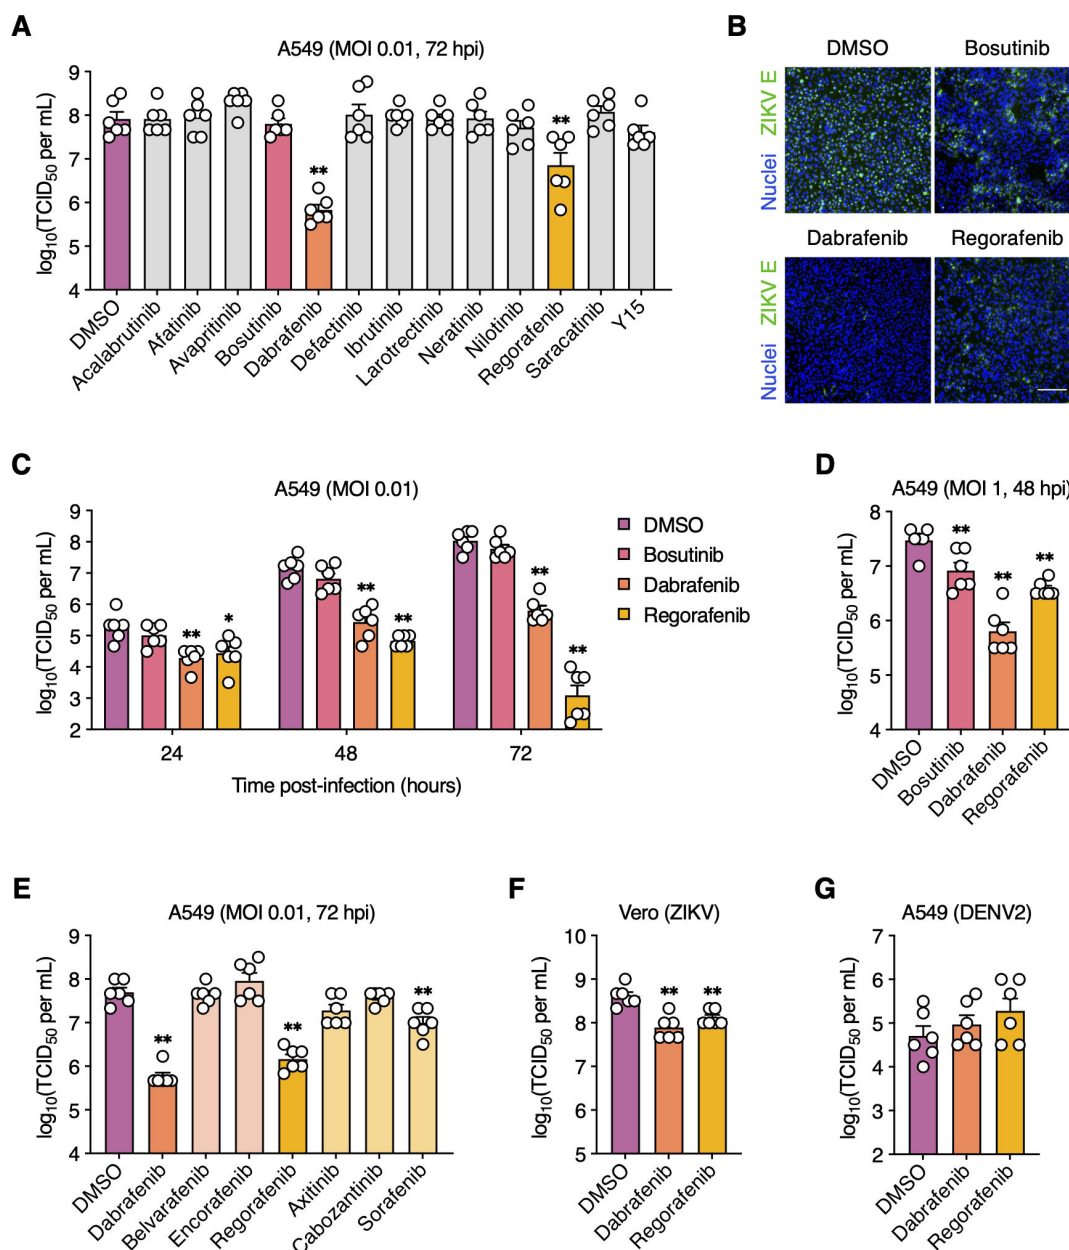 A
A549 (MOI 0.01, 72 hpi)
log10(TCID50 per mL)
9
8
7
6
5
4
**
**
DMSO
Acalabrutinib
Afatinib
Avapritinib
Bosutinib
Dabrafenib
Defactinib
Ibrutinib
Larotrectinib
Neratinib
Nilotinib
Regorafenib
Saracatinib
Y15
B
DMSO
Bosutinib
Nuclei ZIKV E
Dabrafenib
Regorafenib
Nuclei ZIKV E
C
A549 (MOI 0.01)
log10(TCID50 per mL)
9
8
7
6
5
4
3
2
**
*
**
**
**
**
24
48
72
Time post-infection (hours)
DMSO
Bosutinib
Dabrafenib
Regorafenib
D
A549 (MOI 1, 48 hpi)
log10(TCID50 per mL)
8
7
6
5
4
**
**
**
DMSO
Bosutinib
Dabrafenib
Regorafenib
E
A549 (MOI 0.01, 72 hpi)
log10(TCID50 per mL)
9
8
7
6
5
4
**
**
**
DMSO
Dabrafenib
Belvarafenib
Encorafenib
Regorafenib
Axitinib
Cabozantinib
Sorafenib
F
Vero (ZIKV)
log10(TCID50 per mL)
10
9
8
7
6
5
**
**
DMSO
Dabrafenib
Regorafenib
G
A549 (DENV2)
log10(TCID50 per mL)
7
6
5
4
3
2
DMSO
Dabrafenib
Regorafenib